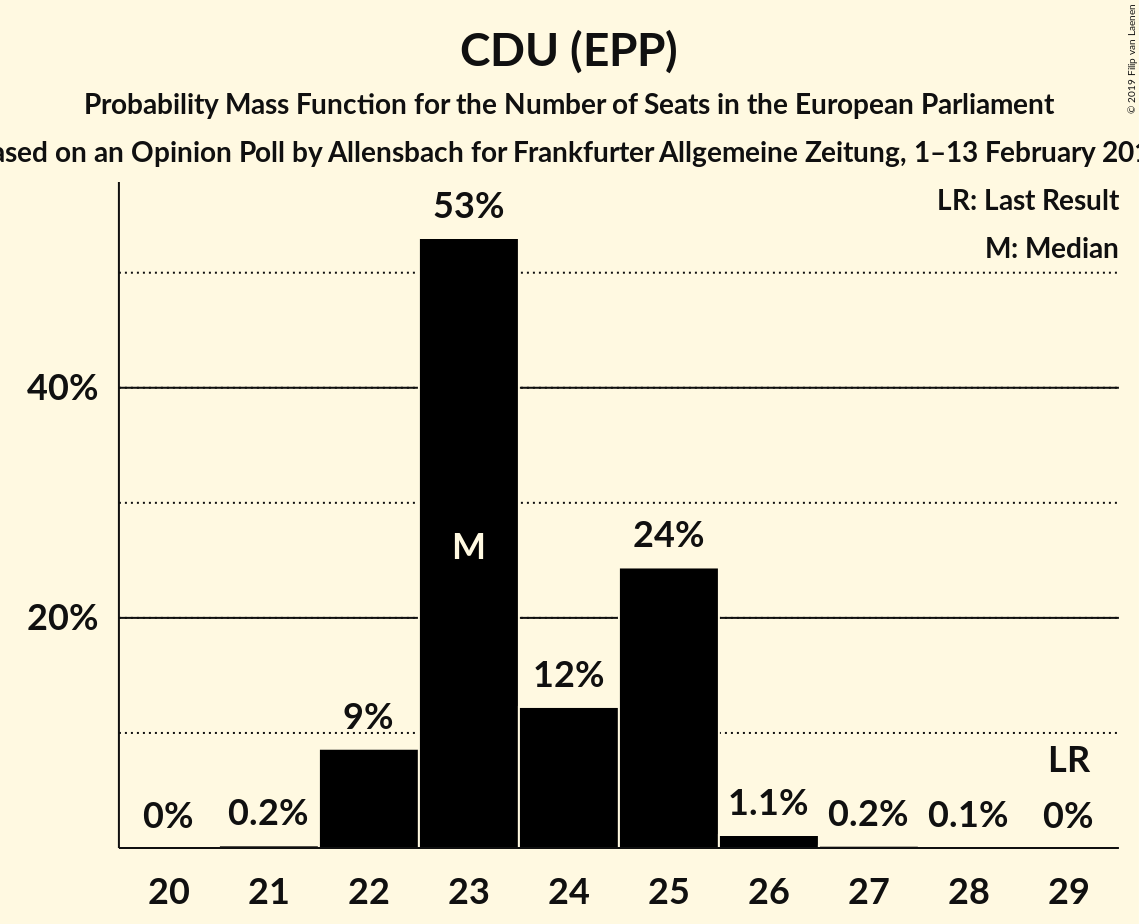 CDU (EPP)
Probability Mass Function for the Number of Seats in the European Parliament
on an Opinion Poll by Allensbach for Frankfurter Allgemeine Zeitung, 1–13 February
© 2019 Filip van Laenen
LR: Last Result
M: Median
53%
40%
M
24%
20%
12%
9%
LR
0% 0.2% 1.1% 0.2% 0.1% 0%
20 21 22 23 24 25 26 27 28 29